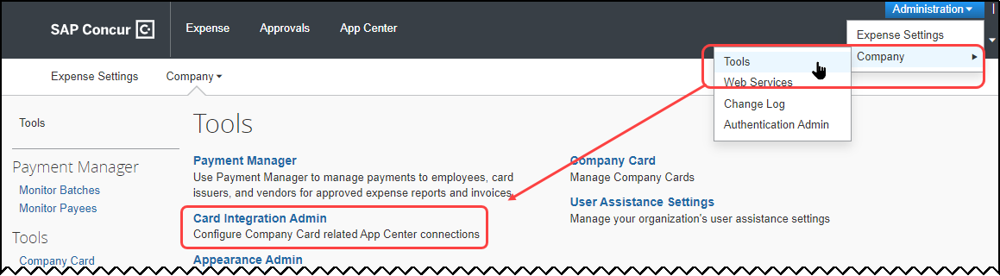 Administration
SAP Concur
Expense
Approvals
App Center
Expense Settings
Company
Tools
Web Services
Change Log
Authentication Admin
Expense Settings
Company
Tools
Payment Manager
Monitor Batches
Monitor Payees
Tools
Company Card
Tools
Payment Manager
Use Payment Manager to manage payments to employees, card
issuers, and vendors for approved expense reports and invoices.
Card Integration Admin
Configure Company Card related App Center connections
Appearance Admin
Company Card
Manage Company Cards
User Assistance Settings
Manage your organization's user assistance settings